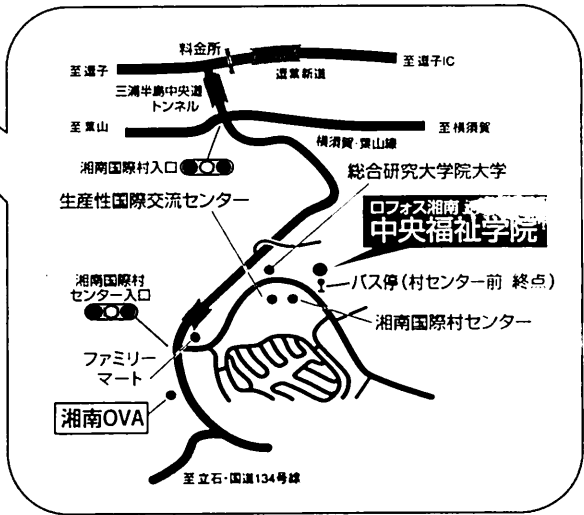 料金所
至逗子
逗葉新道
至逗子IC
三浦半島中央道
トンネル
至葉山
横須賀・葉山線
至横須賀
湘南国際村入口
総合研究大学院大学
生産性国際交流センター
ロフォス湘南
中央福祉学院
湘南国際村
センター入口
バス停(村センター前 終点)
湘南国際村センター
ファミリー
マート
湘南OVA
至立石・国道134号線